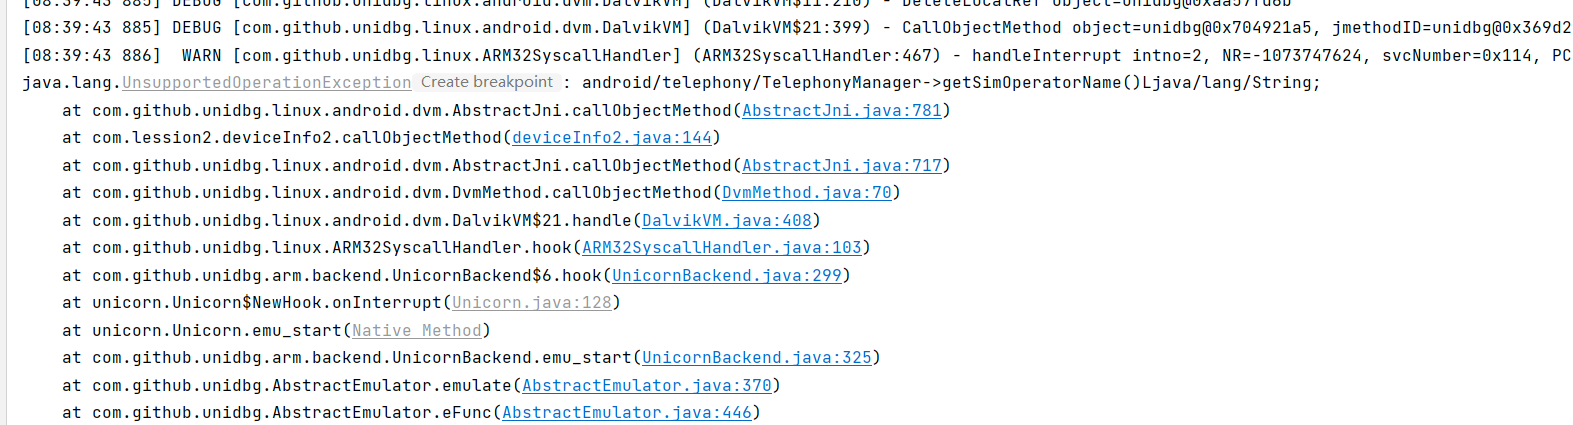 [08:39:43 885] DEBUG [com.github.unidbg.linux.android.dvm.DalvikVM] (DalvikVM$11:210) - DeleteLocalRef object=unidbg@0xaa57fd6b
[08:39:43 885] DEBUG [com.github.unidbg.linux.android.dvm.DalvikVM] (DalvikVM$21:399) - CallObjectMethod object=unidbg@0x704921a5, jmethodID=unidbg@0x369d2
[08:39:43 886]  WARN [com.github.unidbg.linux.ARM32SyscallHandler] (ARM32SyscallHandler:467) - handleInterrupt intno=2, NR=-1073747624, svcNumber=0x114, PC
java.lang.UnsupportedOperationException Create breakpoint : android/telephony/TelephonyManager->getSimOperatorName()Ljava/lang/String;
    at com.github.unidbg.linux.android.dvm.AbstractJni.callObjectMethod(AbstractJni.java:781)
    at com.lession2.deviceInfo2.callObjectMethod(deviceInfo2.java:144)
    at com.github.unidbg.linux.android.dvm.AbstractJni.callObjectMethod(AbstractJni.java:717)
    at com.github.unidbg.linux.android.dvm.DvmMethod.callObjectMethod(DvmMethod.java:70)
    at com.github.unidbg.linux.android.dvm.DalvikVM$21.handle(DalvikVM.java:408)
    at com.github.unidbg.linux.ARM32SyscallHandler.hook(ARM32SyscallHandler.java:103)
    at com.github.unidbg.arm.backend.UnicornBackend$6.hook(UnicornBackend.java:299)
    at unicorn.Unicorn$NewHook.onInterrupt(Unicorn.java:128)
    at unicorn.Unicorn.emu_start(Native Method)
    at com.github.unidbg.arm.backend.UnicornBackend.emu_start(UnicornBackend.java:325)
    at com.github.unidbg.AbstractEmulator.emulate(AbstractEmulator.java:370)
    at com.github.unidbg.AbstractEmulator.eFunc(AbstractEmulator.java:446)